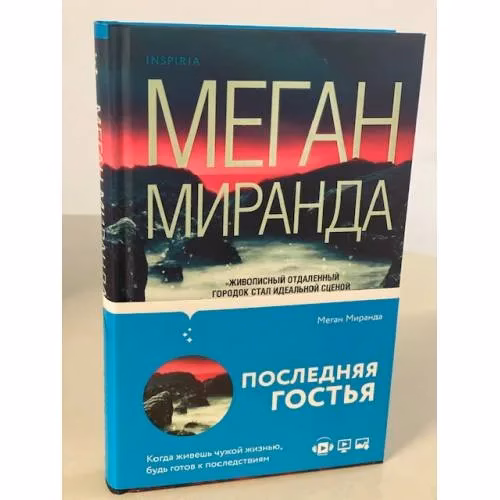 INSPIRIA
МЕГАН
МИРАНДА
«ЖИВОПИСНЫЙ ОТДАЛЕННЫЙ
ГОРОДОК СТАЛ ИДЕАЛЬНОЙ СЦЕНОЙ
Меган Миранда
ПОСЛЕДНЯЯ
ГОСТЬЯ
Когда живешь чужой жизнью,
будь готов к последствиям